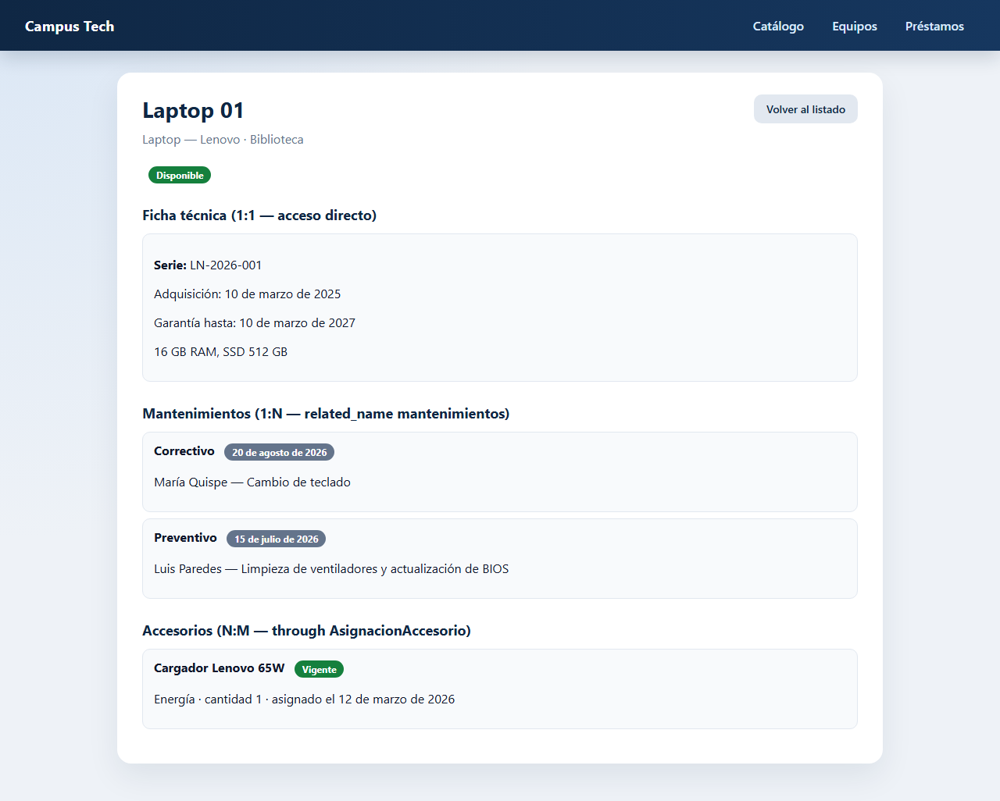 Campus Tech
Catálogo Equipos Préstamos
Laptop 01
Volver al listado
Laptop — Lenovo · Biblioteca
Disponible
Ficha técnica (1:1 — acceso directo)
Serie: LN-2026-001
Adquisición: 10 de marzo de 2025
Garantía hasta: 10 de marzo de 2027
16 GB RAM, SSD 512 GB
Mantenimientos (1:N — related_name mantenimientos)
Correctivo 20 de agosto de 2026
María Quispe — Cambio de teclado
Preventivo 15 de julio de 2026
Luis Paredes — Limpieza de ventiladores y actualización de BIOS
Accesorios (N:M — through AsignacionAccesorio)
Cargador Lenovo 65W Vigente
Energía · cantidad 1 · asignado el 12 de marzo de 2026